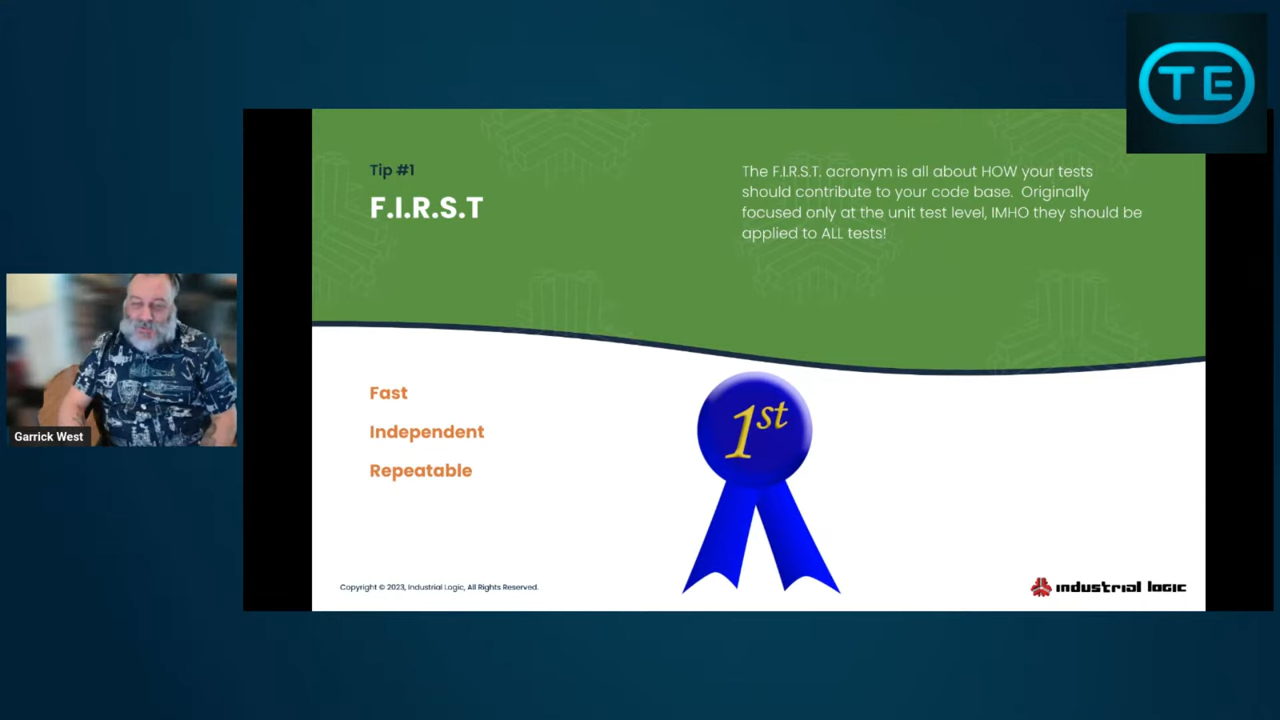 TE
Tip #1
F.I.R.S.T
The F.I.R.S.T. acronym is all about HOW your tests
should contribute to your code base. Originally
focused only at the unit test level, IMHO they should be
applied to ALL tests!
Garrick West
Fast
Independent
Repeatable
1st
Copyright © 2023, Industrial Logic, All Rights Reserved.
industrial logic